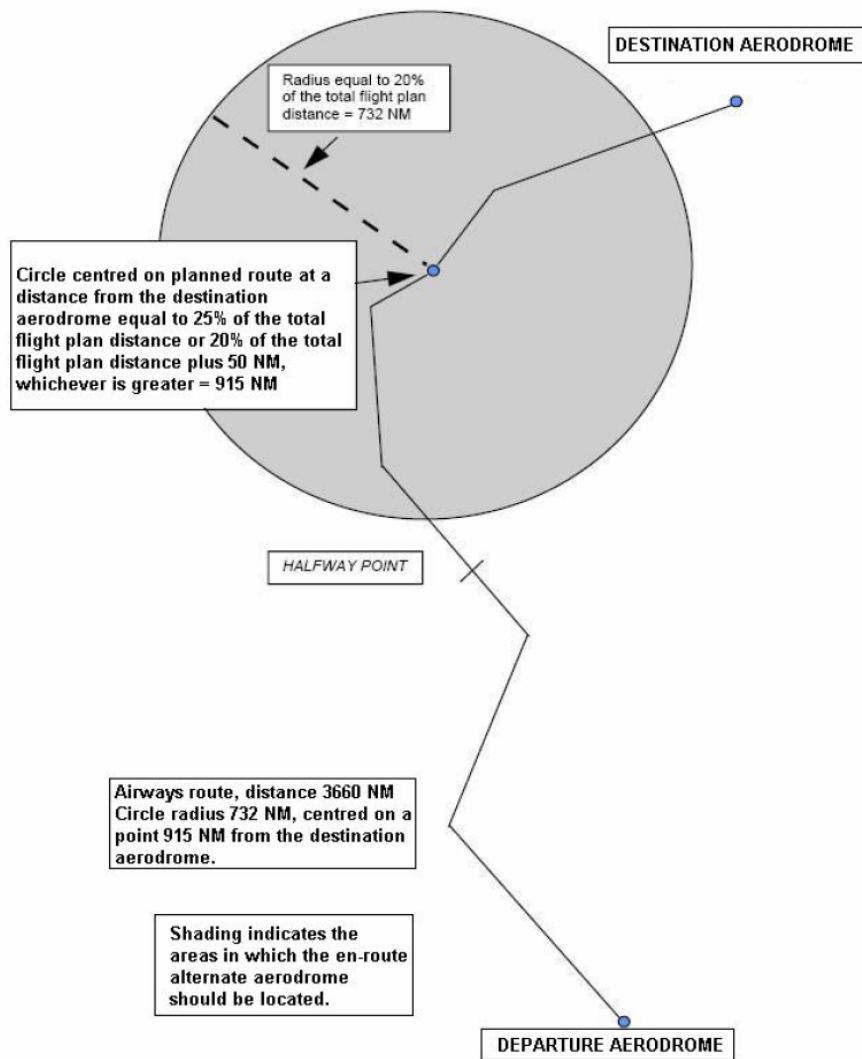 DESTINATION AERODROME
Radius equal to 20%
of the total flight plan
distance = 732 NM
Circle centred on planned route at a
distance from the destination
aerodrome equal to 25% of the total
flight plan distance or 20% of the total
flight plan distance plus 50 NM,
whichever is greater = 915 NM
HALFWAY POINT
Airways route, distance 3660 NM
Circle radius 732 NM, centred on a
point 915 NM from the destination
aerodrome.
Shading indicates the
areas in which the en-route
alternate aerodrome
should be located.
DEPARTURE AERODROME